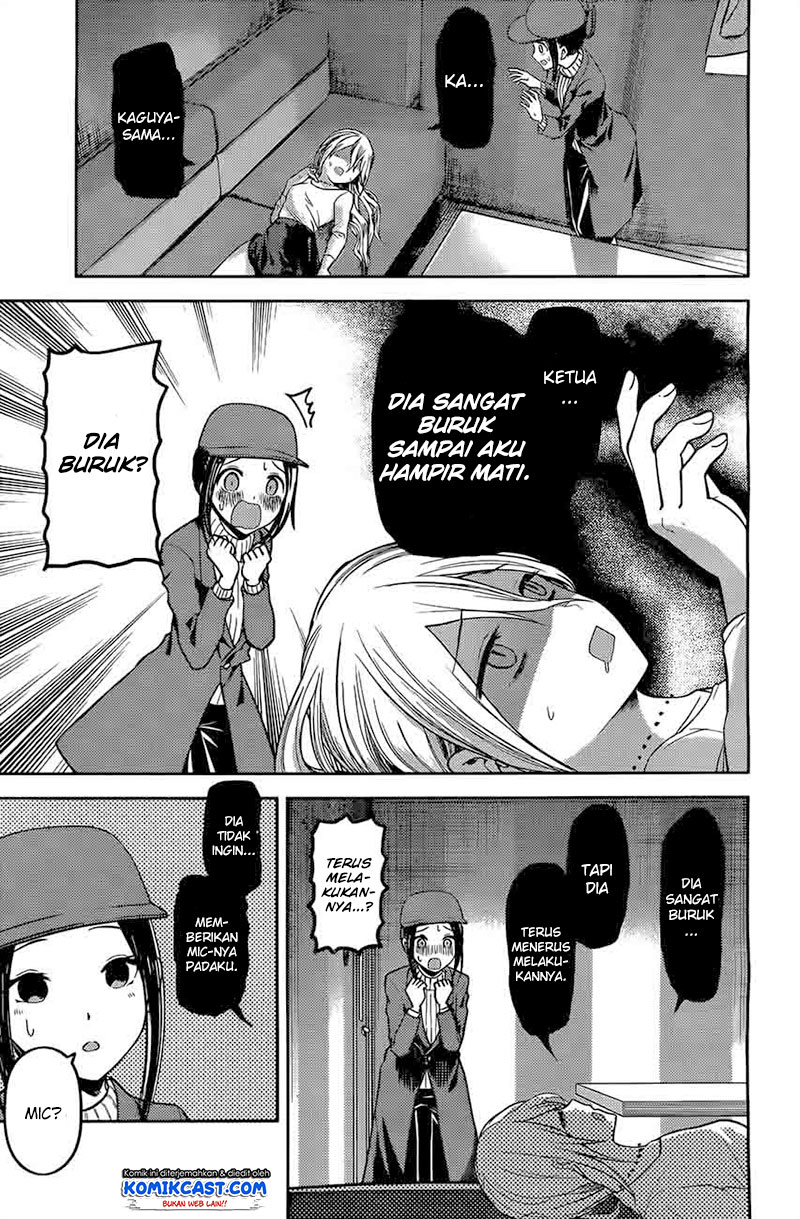 KA...
KAGUYA-
SAMA...
KETUA
...
DIA SANGAT
BURUK
SAMPAI AKU
HAMPIR MATI.
DIA
BURUK?
DIA
SANGAT
BURUK
...
TAPI
DIA
TERUS
MENERUS
MELAKU-
KANNYA.
TERUS
MELA-
KUKAN-
NYA...?
DIA
TIDAK
INGIN...
MEM-
BERIKAN
MIC-NYA
PADAKU.
MIC?
Komik ini diterjemahkan & diedit oleh
KOMIKCAST.COM
BUKAN WEB LAIN!!